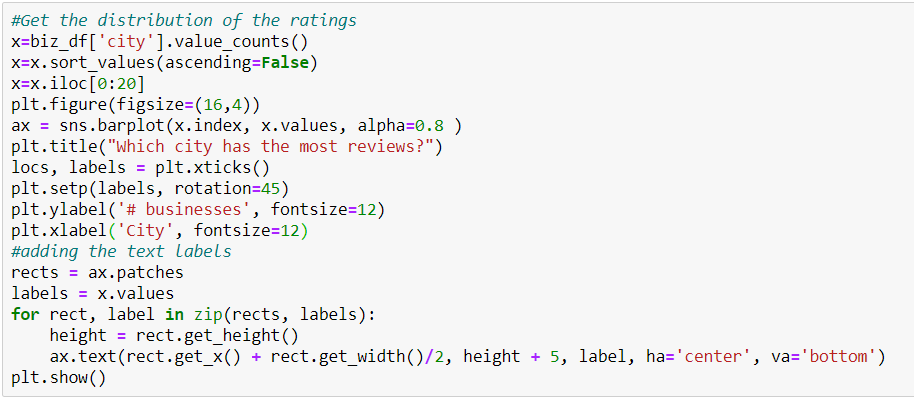 #Get the distribution of the ratings
x=biz_df['city'].value_counts()
x=x.sort_values(ascending=False)
x=x.iloc[0:20]
plt.figure(figsize=(16,4))
ax = sns.barplot(x.index, x.values, alpha=0.8 )
plt.title("Which city has the most reviews?")
locs, labels = plt.xticks()
plt.setp(labels, rotation=45)
plt.ylabel('# businesses', fontsize=12)
plt.xlabel('City', fontsize=12)
#adding the text labels
rects = ax.patches
labels = x.values
for rect, label in zip(rects, labels):
    height = rect.get_height()
    ax.text(rect.get_x() + rect.get_width()/2, height + 5, label, ha='center', va='bottom')
plt.show()